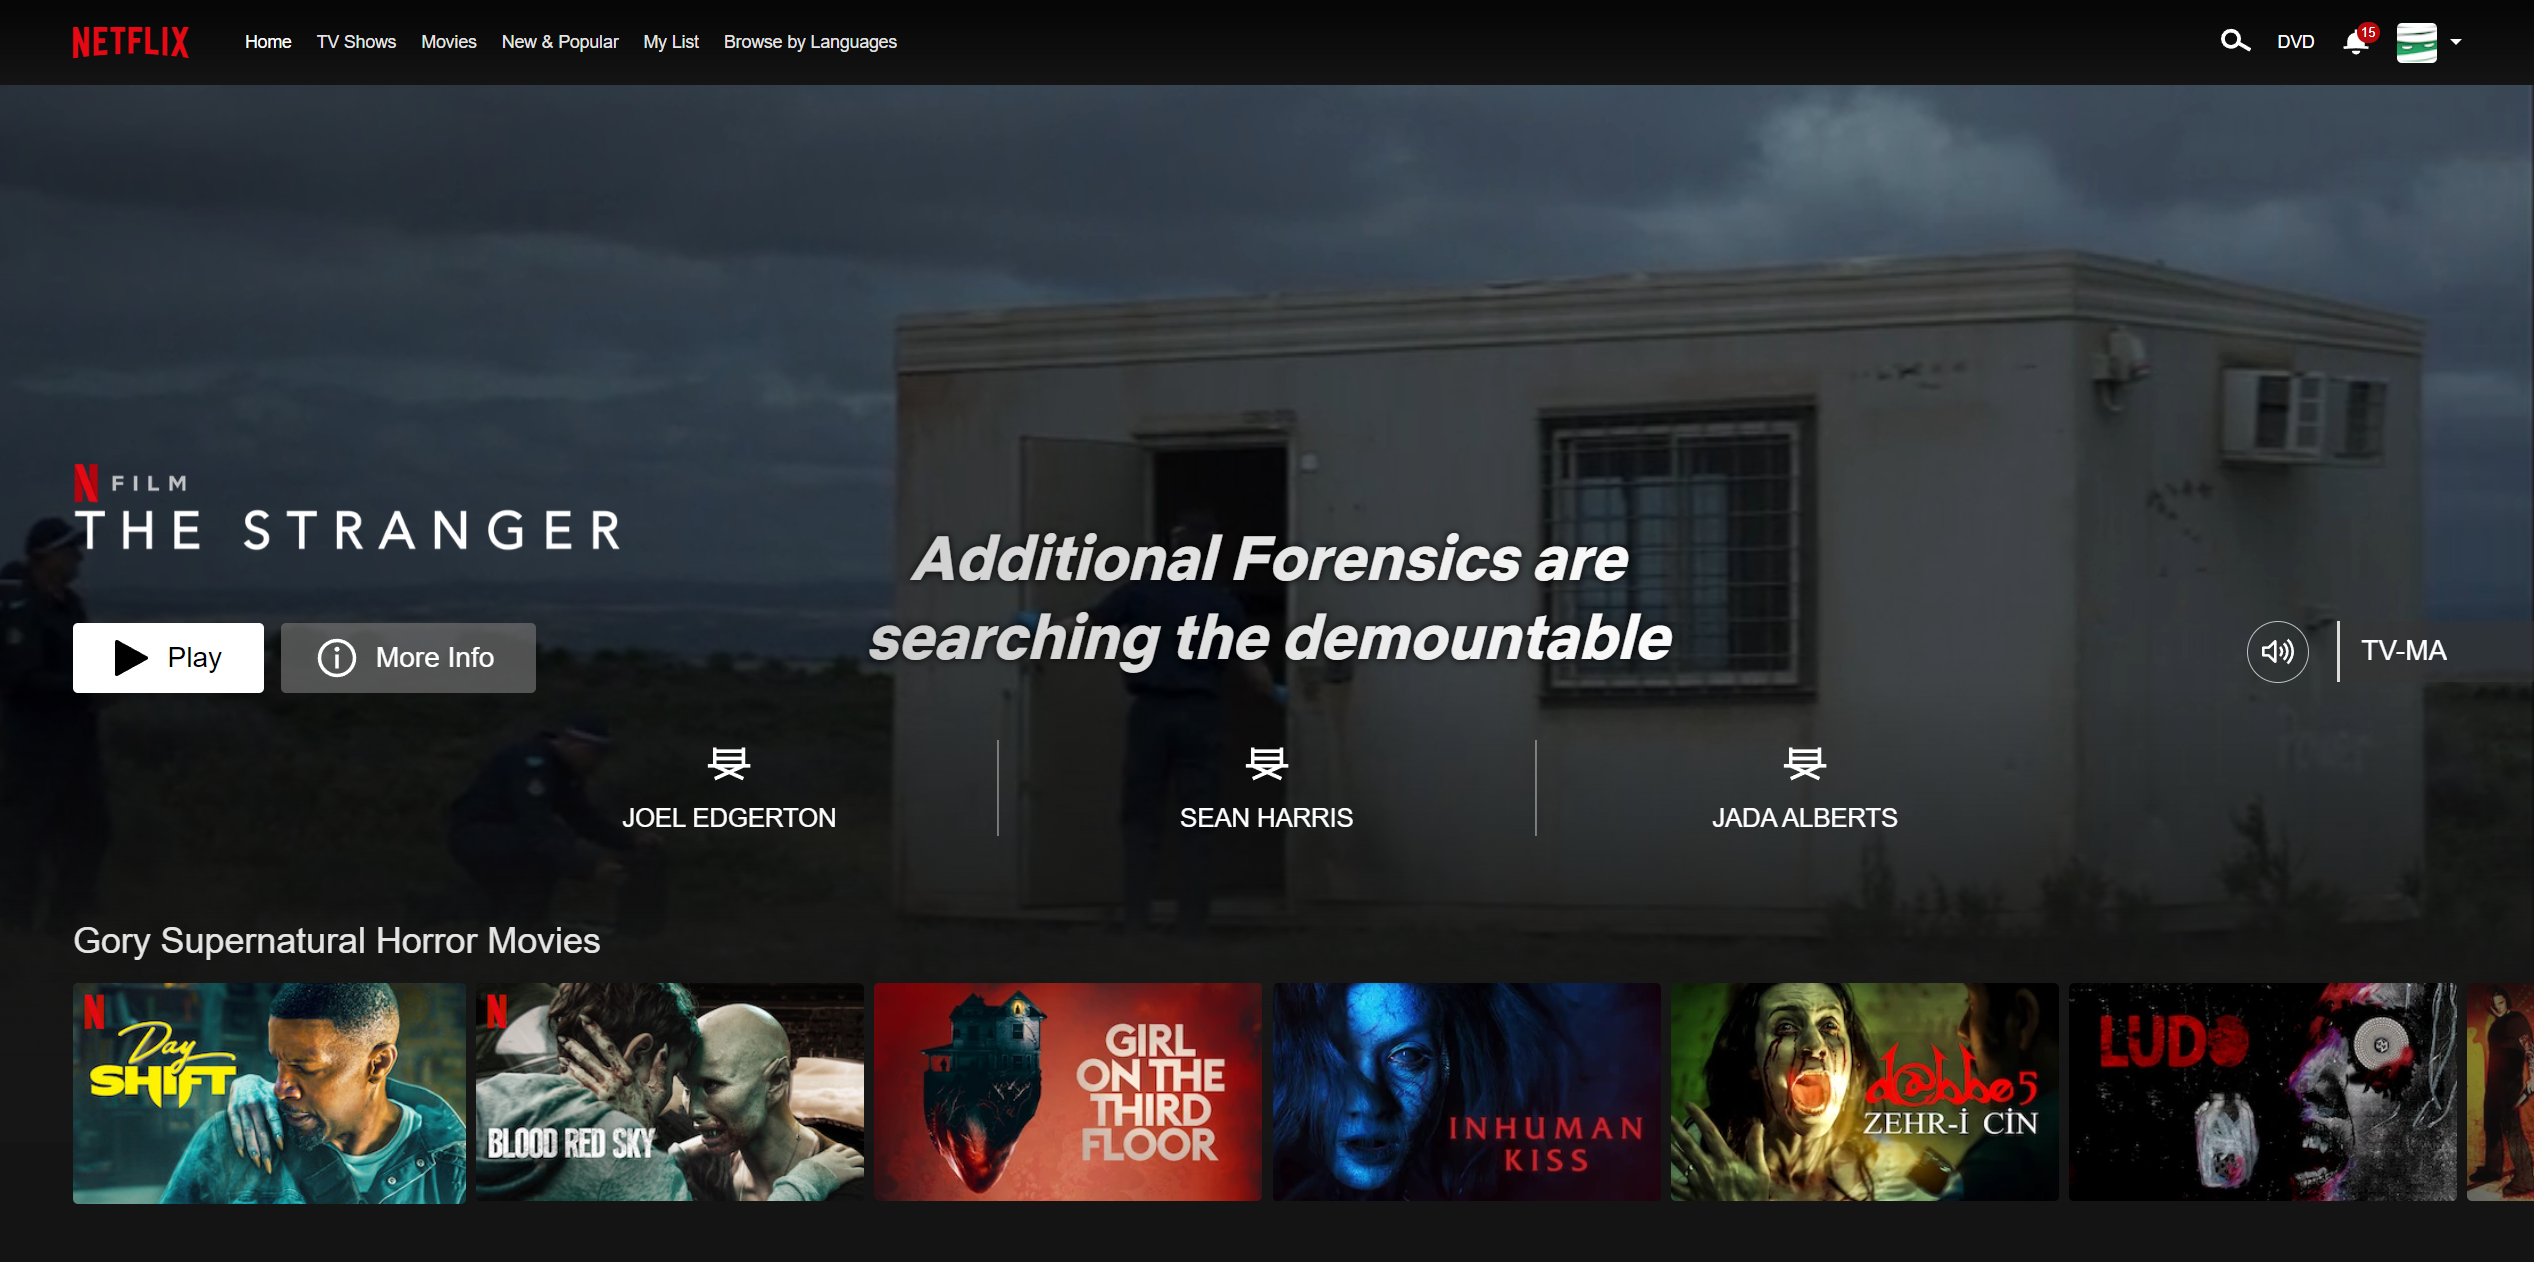 NETFLIX
Home TV Shows Movies New & Popular My List Browse by Languages
DVD 15
N FILM
THE STRANGER
Additional Forensics are
searching the demountable
Play More Info
TV-MA
JOEL EDGERTON SEAN HARRIS JADA ALBERTS
Gory Supernatural Horror Movies
N
Day
SHIFT
N
BLOOD RED SKY
GIRL
ON THE
THIRD
FLOOR
INHUMAN
KISS
d@bbe 5
ZEHR-İ CİN
LUDO